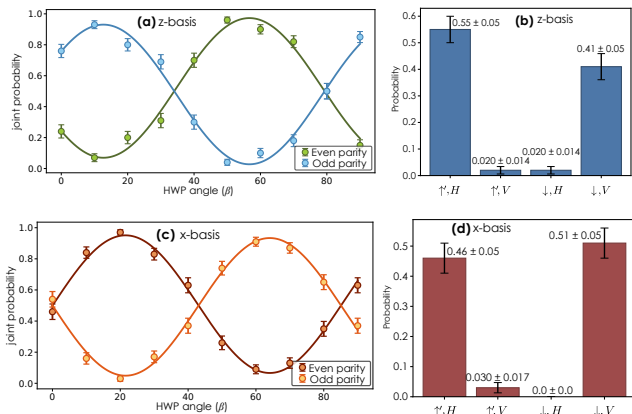 (a) z-basis
joint probability
1.0
0.8
0.6
0.4
0.2
0.0
Even parity
Odd parity
0 20 40 60 80
HWP angle (β)
(b) z-basis
Probability
0.6
0.5
0.4
0.3
0.2
0.1
0.0
0.55 ± 0.05
0.020 ± 0.014
0.020 ± 0.014
0.41 ± 0.05
⇑′, H ⇑′, V ↓, H ↓, V
(c) x-basis
joint probability
1.0
0.8
0.6
0.4
0.2
0.0
Even parity
Odd parity
0 20 40 60 80
HWP angle (β)
(d) x-basis
Probability
0.5
0.4
0.3
0.2
0.1
0.0
0.46 ± 0.05
0.030 ± 0.017
0.0 ± 0.0
0.51 ± 0.05
⇑′, H ⇑′, V ↓, H ↓, V